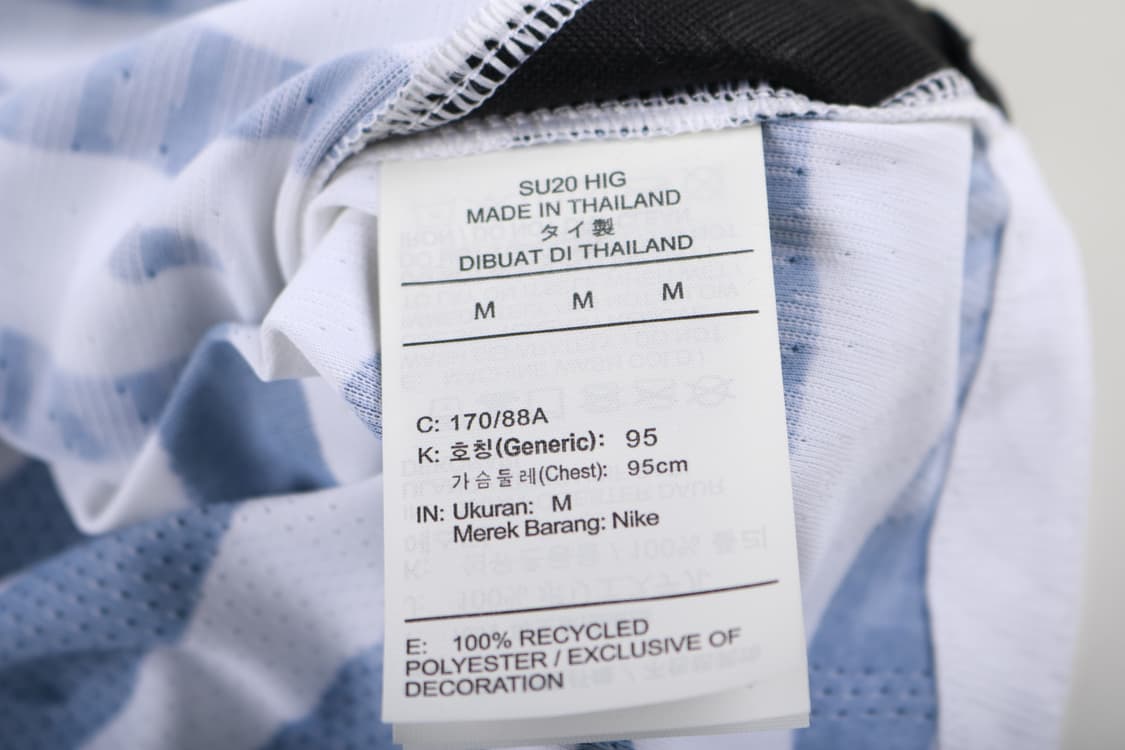 SU20 HIG
MADE IN THAILAND
タイ製
DIBUAT DI THAILAND
M M M
C: 170/88A
K: 호칭(Generic): 95
가슴둘레(Chest): 95cm
IN: Ukuran: M
Merek Barang: Nike
E: 100% RECYCLED
POLYESTER / EXCLUSIVE OF
DECORATION